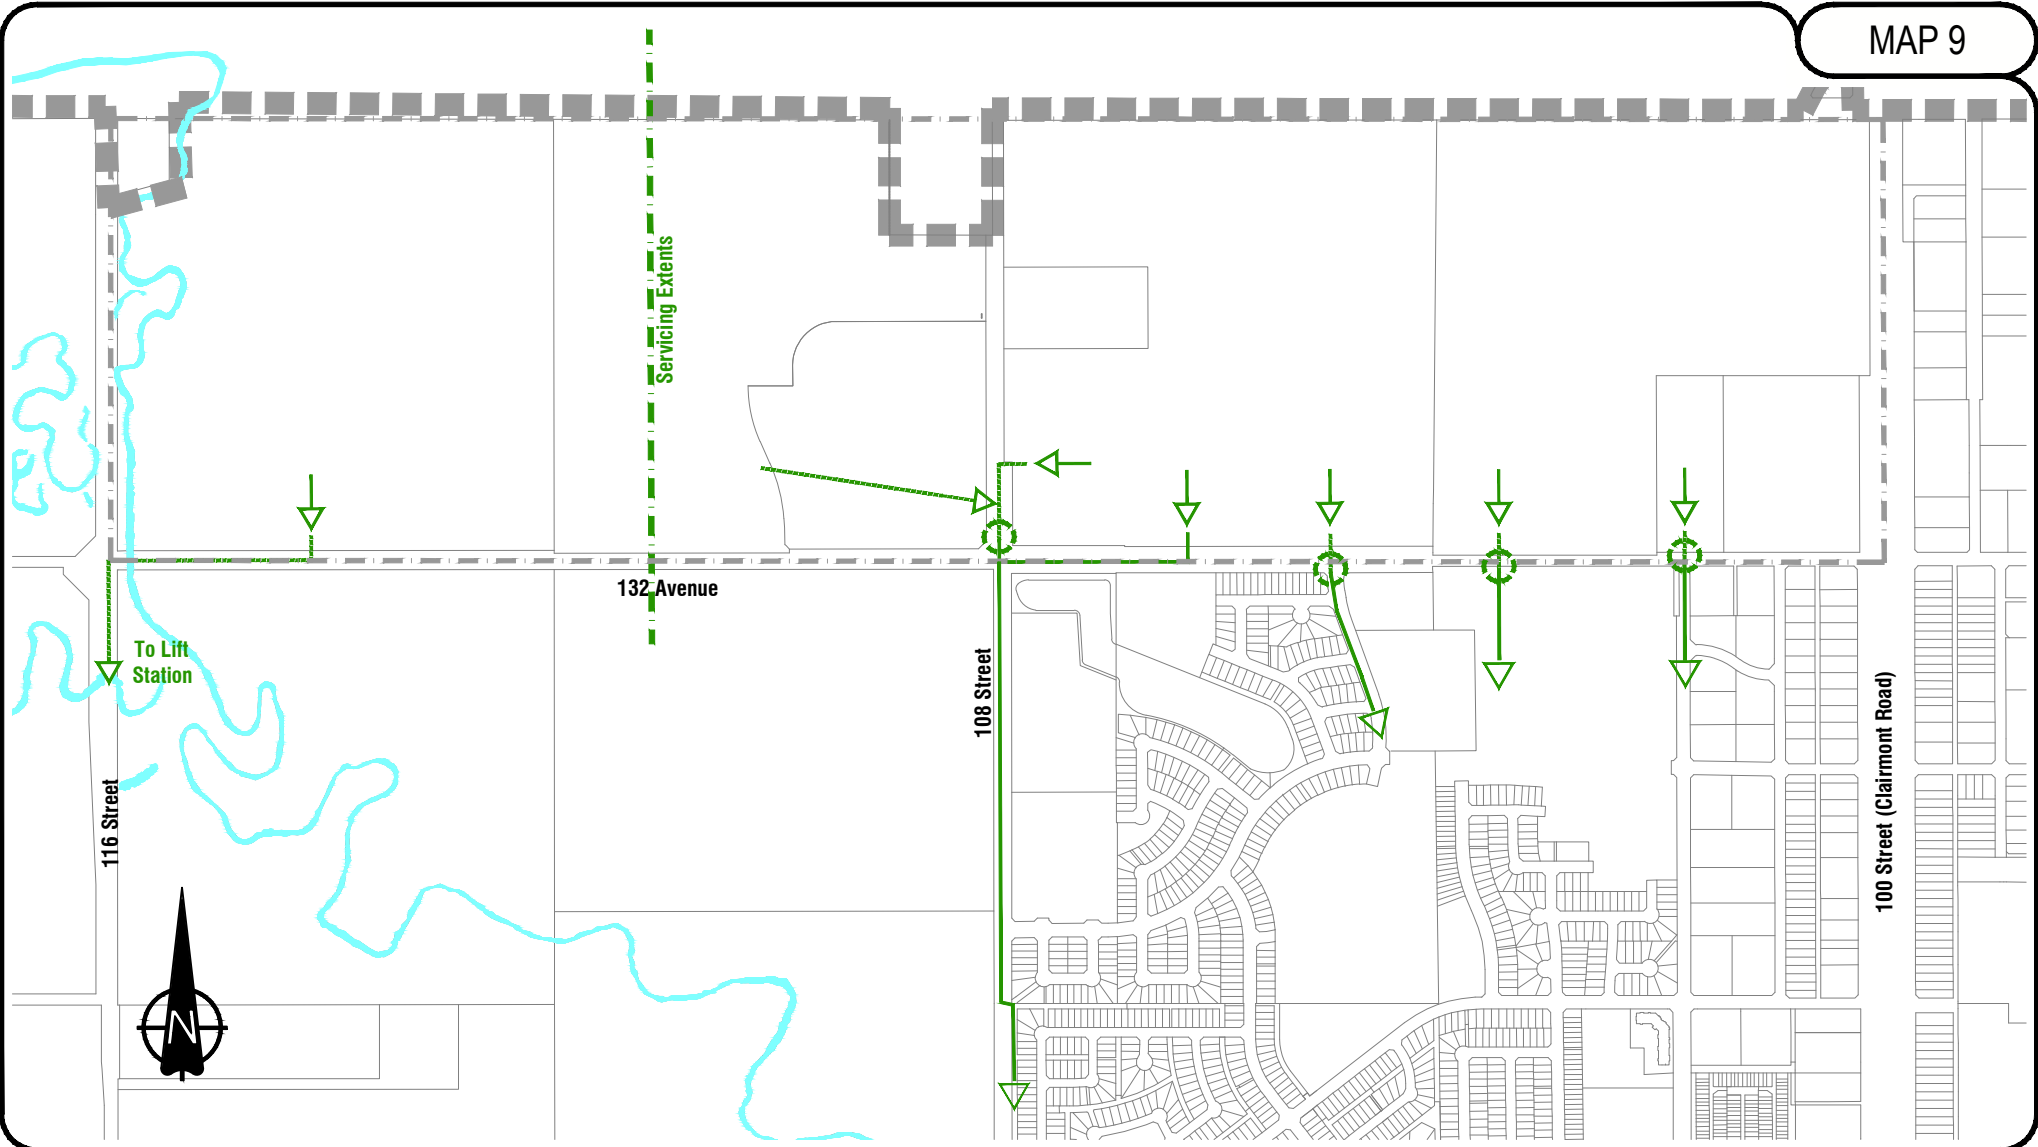 MAP 9
Servicing Extents
132 Avenue
To Lift
Station
108 Street
116 Street
100 Street (Clairmont Road)
N